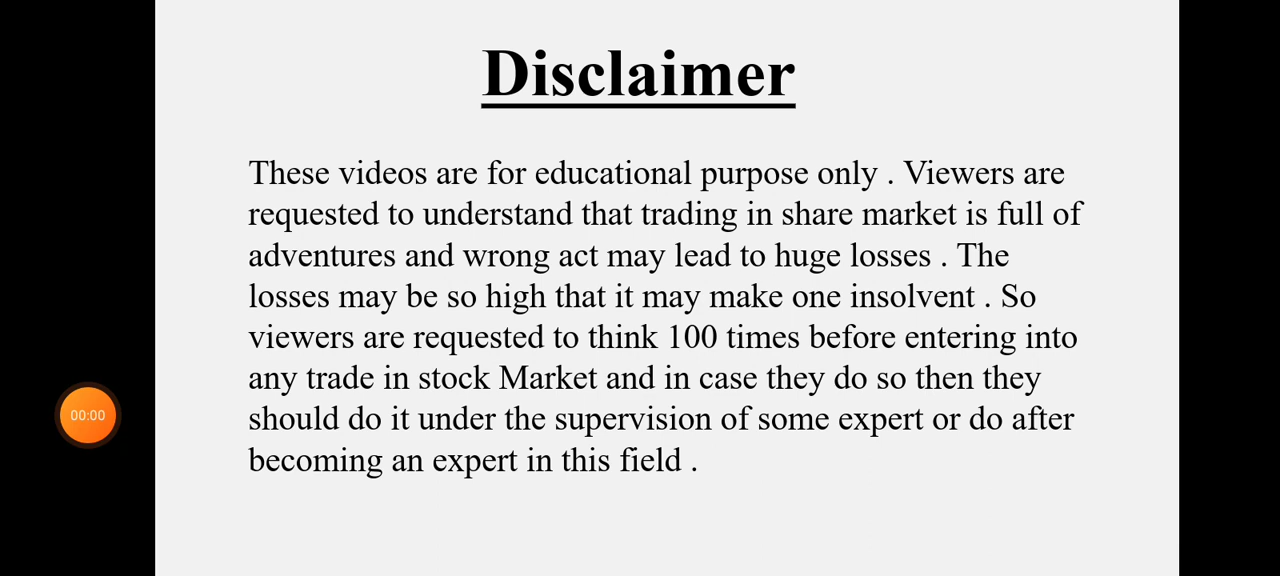 Disclaimer
These videos are for educational purpose only . Viewers are
requested to understand that trading in share market is full of
adventures and wrong act may lead to huge losses . The
losses may be so high that it may make one insolvent . So
viewers are requested to think 100 times before entering into
any trade in stock Market and in case they do so then they
should do it under the supervision of some expert or do after
becoming an expert in this field .
00:00